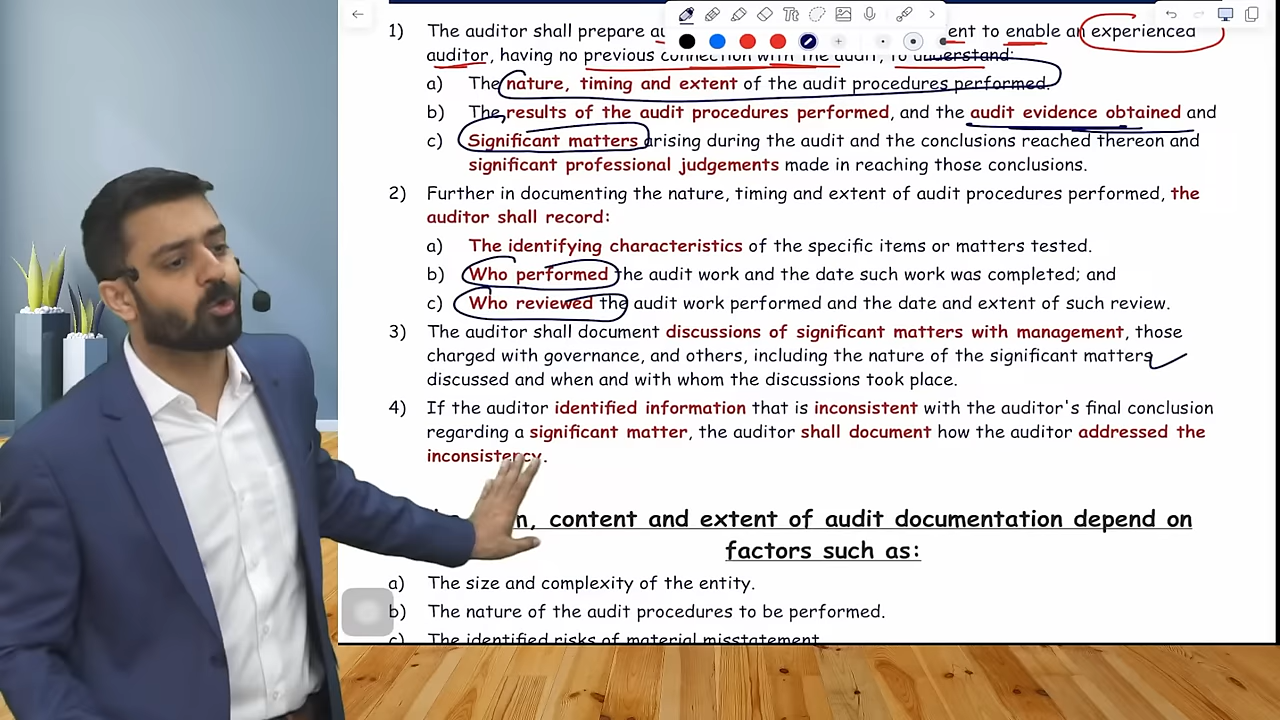 1) The auditor shall prepare au ent to enable an experienced
auditor, having no previous connection with the audit, to understand:
a) The nature, timing and extent of the audit procedures performed.
b) The results of the audit procedures performed, and the audit evidence obtained and
c) Significant matters arising during the audit and the conclusions reached thereon and
significant professional judgements made in reaching those conclusions.
2) Further in documenting the nature, timing and extent of audit procedures performed, the
auditor shall record:
a) The identifying characteristics of the specific items or matters tested.
b) Who performed the audit work and the date such work was completed; and
c) Who reviewed the audit work performed and the date and extent of such review.
3) The auditor shall document discussions of significant matters with management, those
charged with governance, and others, including the nature of the significant matters
discussed and when and with whom the discussions took place.
4) If the auditor identified information that is inconsistent with the auditor's final conclusion
regarding a significant matter, the auditor shall document how the auditor addressed the
inconsistency.
content and extent of audit documentation depend on
factors such as:
a) The size and complexity of the entity.
b) The nature of the audit procedures to be performed.
c) The identified risks of material misstatement.